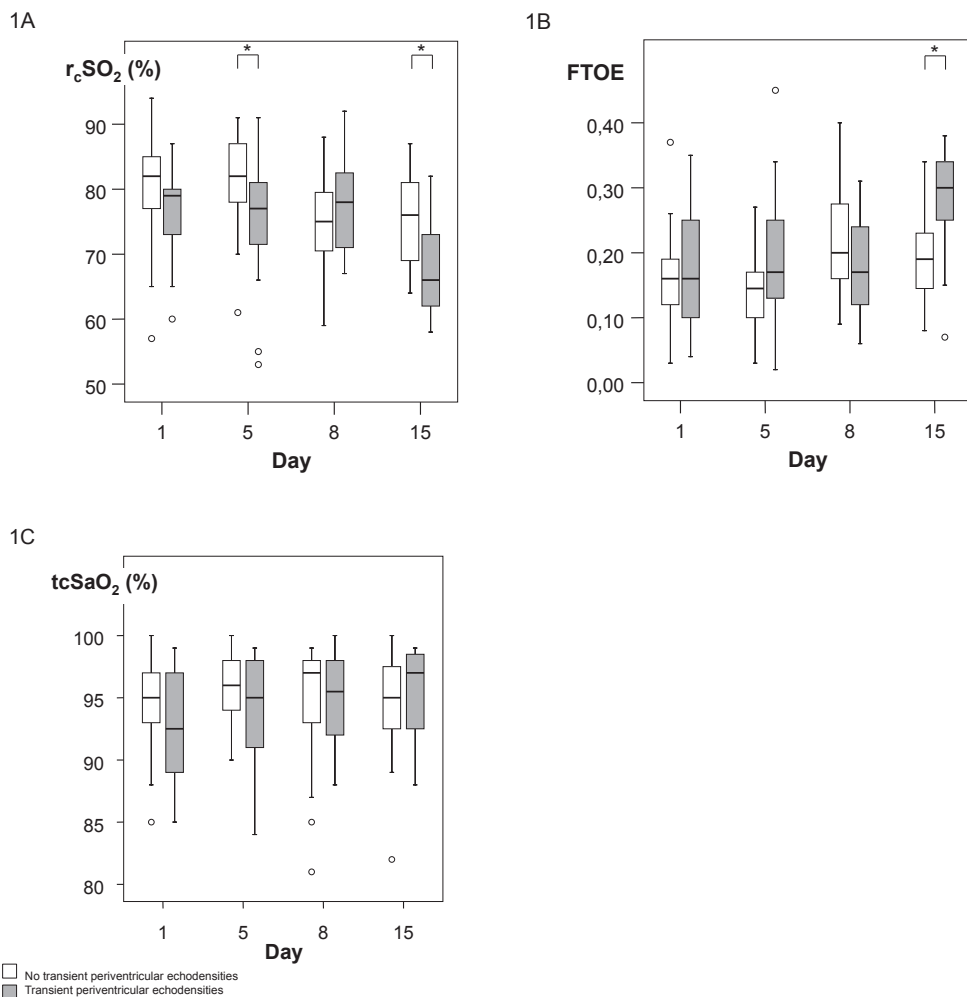 1A
r_cSO_2 (%)
*
*
90
80
70
60
50
1
5
8
15
Day
1B
FTOE
*
0,40
0,30
0,20
0,10
0,00
1
5
8
15
Day
1C
tcSaO_2 (%)
100
95
90
85
80
1
5
8
15
Day
No transient periventricular echodensities
Transient periventricular echodensities